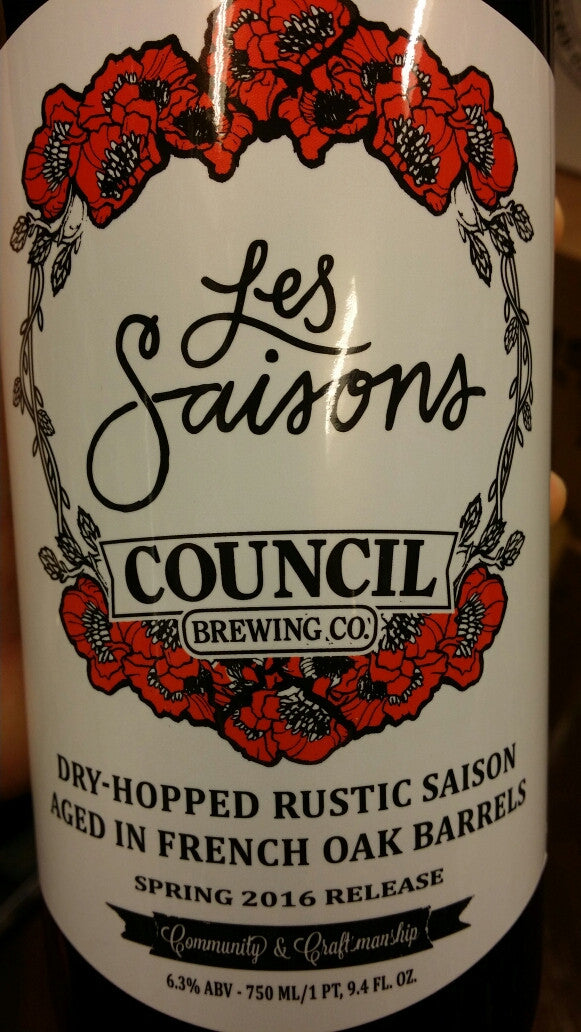 Les
Saisons
COUNCIL
BREWING CO.
DRY-HOPPED RUSTIC SAISON
AGED IN FRENCH OAK BARRELS
SPRING 2016 RELEASE
Community & Craftmanship
6.3% ABV - 750 ML/1 PT, 9.4 FL. OZ.